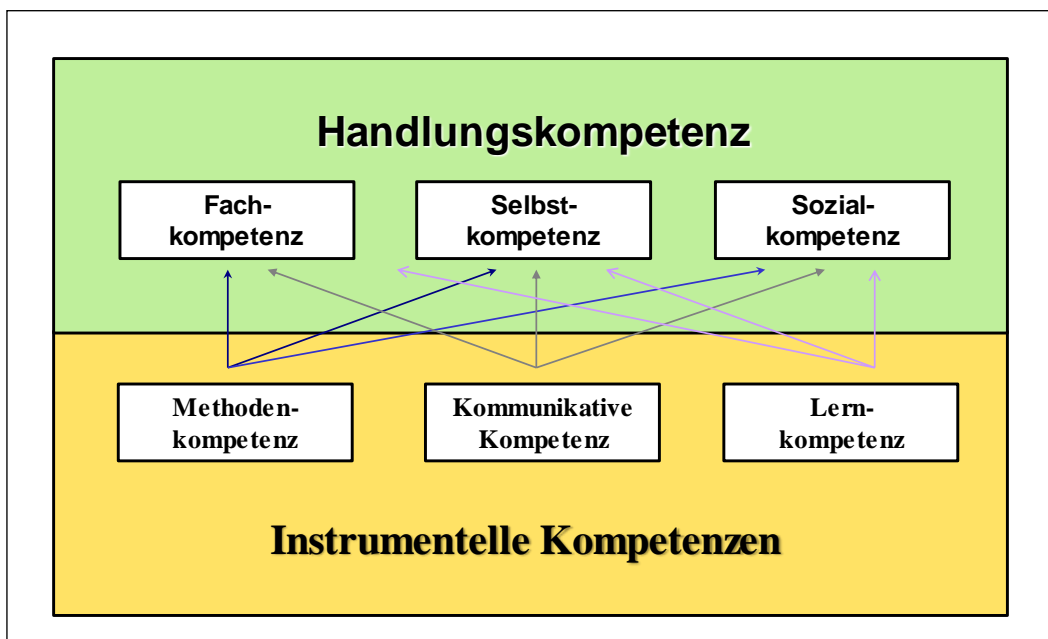 Handlungskompetenz
Fach-
kompetenz
Selbst-
kompetenz
Sozial-
kompetenz
Methoden-
kompetenz
Kommunikative
Kompetenz
Lern-
kompetenz
Instrumentelle Kompetenzen